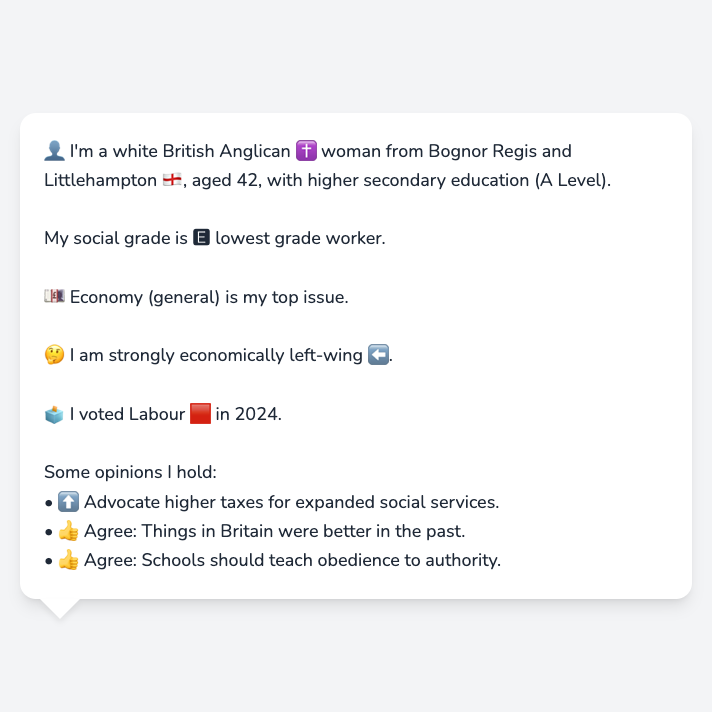 👤 I'm a white British Anglican ✝️ woman from Bognor Regis and
Littlehampton 🏴󠁧󠁢󠁥󠁮󠁧󠁿, aged 42, with higher secondary education (A Level).
My social grade is 🅴 lowest grade worker.
💷 Economy (general) is my top issue.
🤔 I am strongly economically left-wing ⬅️.
🗳️ I voted Labour 🟥 in 2024.
Some opinions I hold:
• ⬆️ Advocate higher taxes for expanded social services.
• 👍 Agree: Things in Britain were better in the past.
• 👍 Agree: Schools should teach obedience to authority.